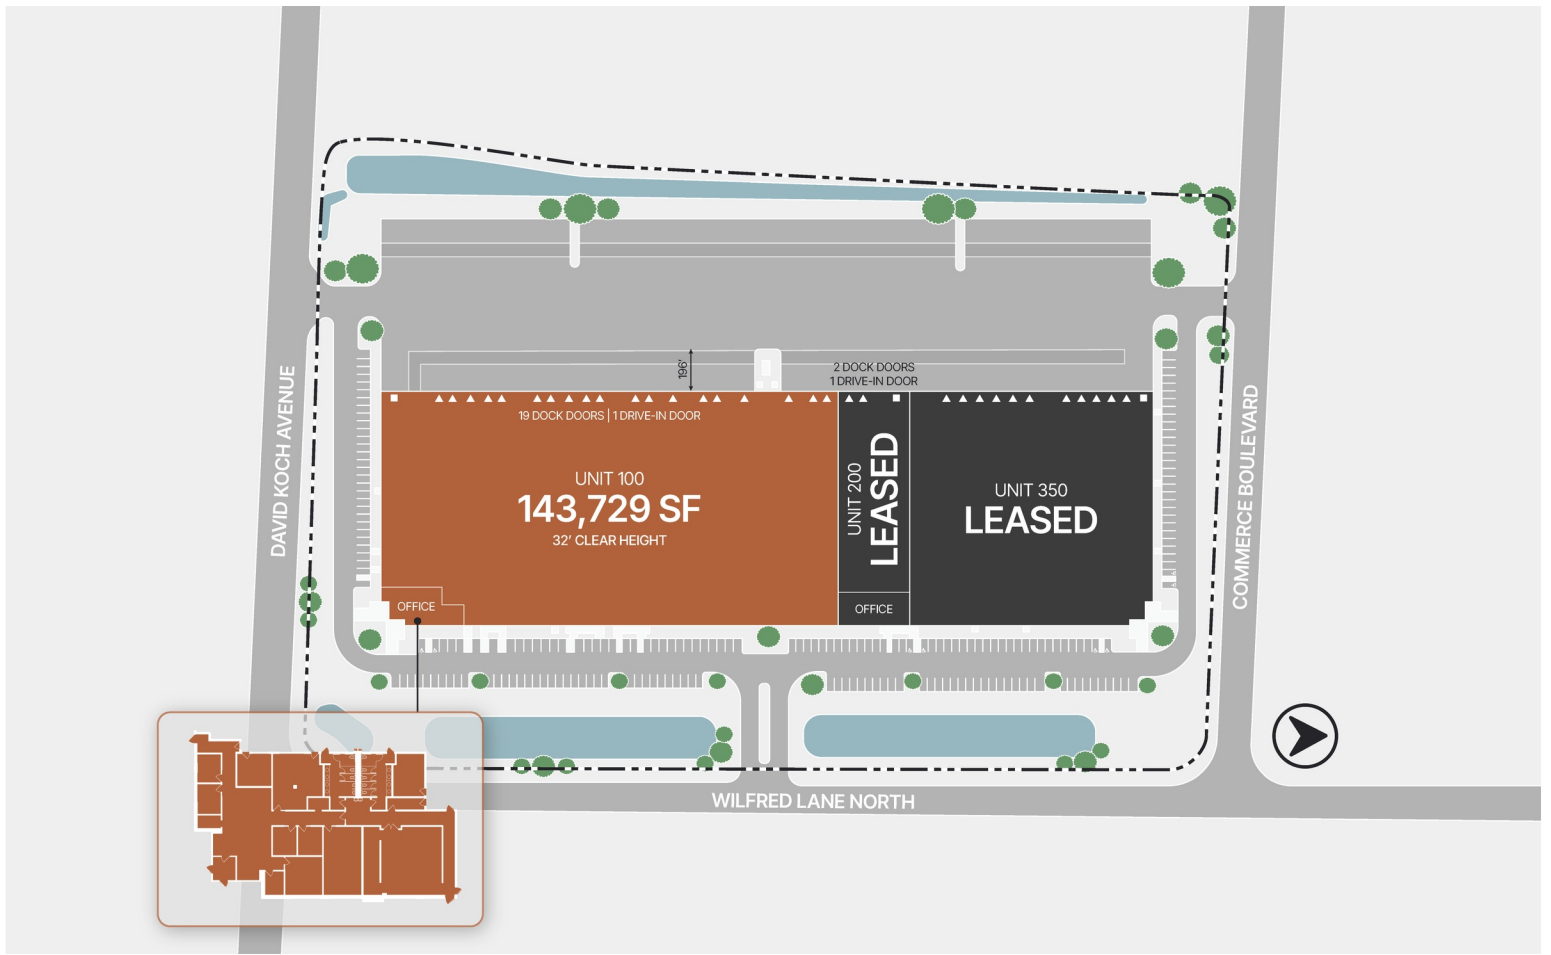 DAVID KOCH AVENUE
196'
2 DOCK DOORS
1 DRIVE-IN DOOR
19 DOCK DOORS | 1 DRIVE-IN DOOR
UNIT 100
143,729 SF
32' CLEAR HEIGHT
OFFICE
UNIT 200
LEASED
OFFICE
UNIT 350
LEASED
COMMERCE BOULEVARD
WILFRED LANE NORTH